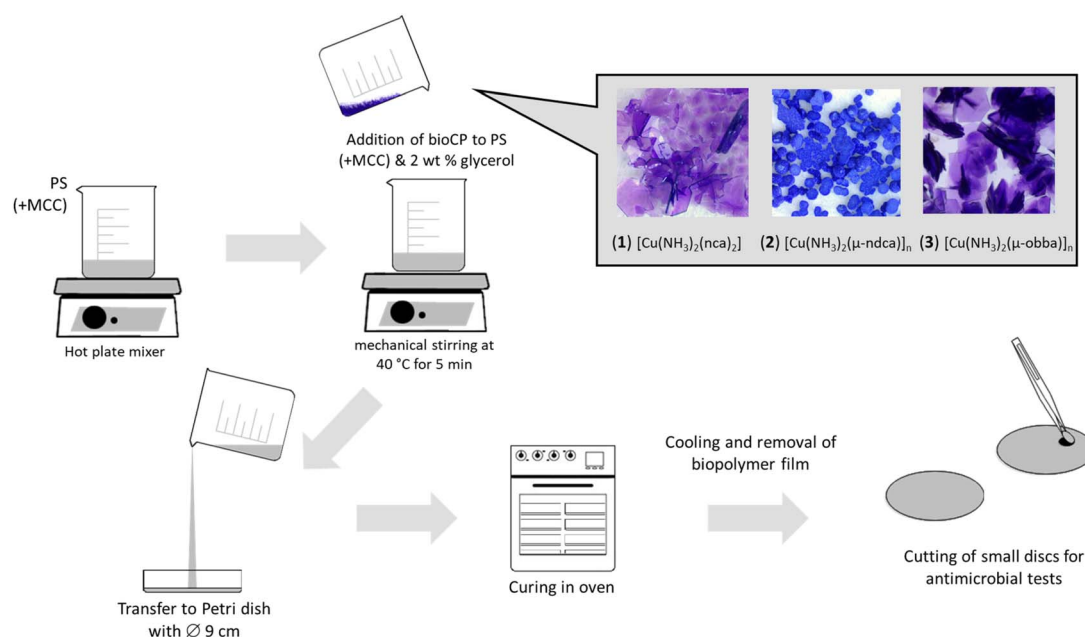 PS
(+MCC)
Hot plate mixer
Addition of bioCP to PS
(+MCC) & 2 wt % glycerol
mechanical stirring at
40 °C for 5 min
(1) [Cu(NH₃)₂(nca)₂]
(2) [Cu(NH₃)₂(μ-ndca)]ₙ
(3) [Cu(NH₃)₂(μ-obba)]ₙ
Transfer to Petri dish
with ∅ 9 cm
Curing in oven
Cooling and removal of
biopolymer film
Cutting of small discs for
antimicrobial tests